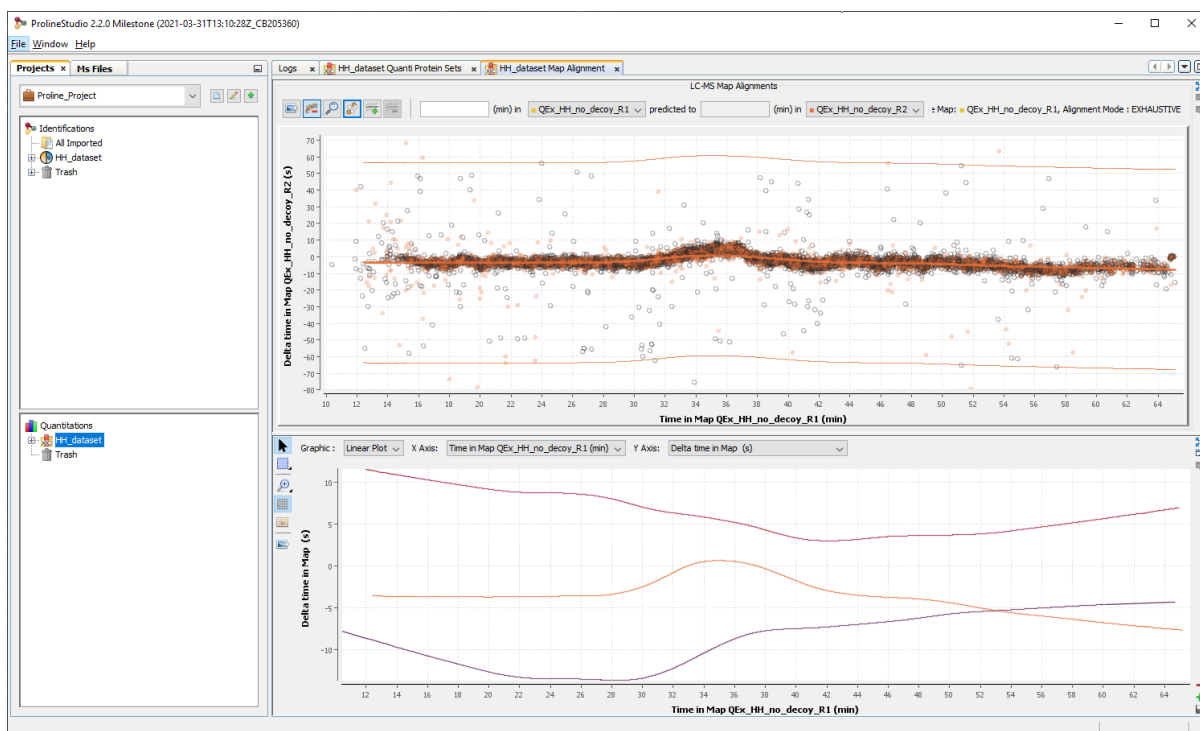 ProlineStudio 2.2.0 Milestone (2021-03-31T13:10:28Z_CB205360)
File Window Help
Projects × Ms Files
Proline_Project
Identifications
All Imported
HH_dataset
Trash
Quantitations
HH_dataset
Trash
Logs × HH_dataset Quanti Protein Sets × HH_dataset Map Alignment ×
LC-MS Map Alignments
(min) in QEx_HH_no_decoy_R1 predicted to (min) in QEx_HH_no_decoy_R2 e Map: QEx_HH_no_decoy_R1, Alignment Mode : EXHAUSTIVE
Delta time in Map QEx_HH_no_decoy_R2 (s)
70
60
50
40
30
20
10
0
-10
-20
-30
-40
-50
-60
-70
-80
10 12 14 16 18 20 22 24 26 28 30 32 34 36 38 40 42 44 46 48 50 52 54 56 58 60 62 64
Time in Map QEx_HH_no_decoy_R1 (min)
Graphic : Linear Plot X Axis: Time in Map QEx_HH_no_decoy_R1 (min) Y Axis: Delta time in Map (s)
Delta time in Map (s)
10
5
0
-5
-10
12 14 16 18 20 22 24 26 28 30 32 34 36 38 40 42 44 46 48 50 52 54 56 58 60 62 64
Time in Map QEx_HH_no_decoy_R1 (min)